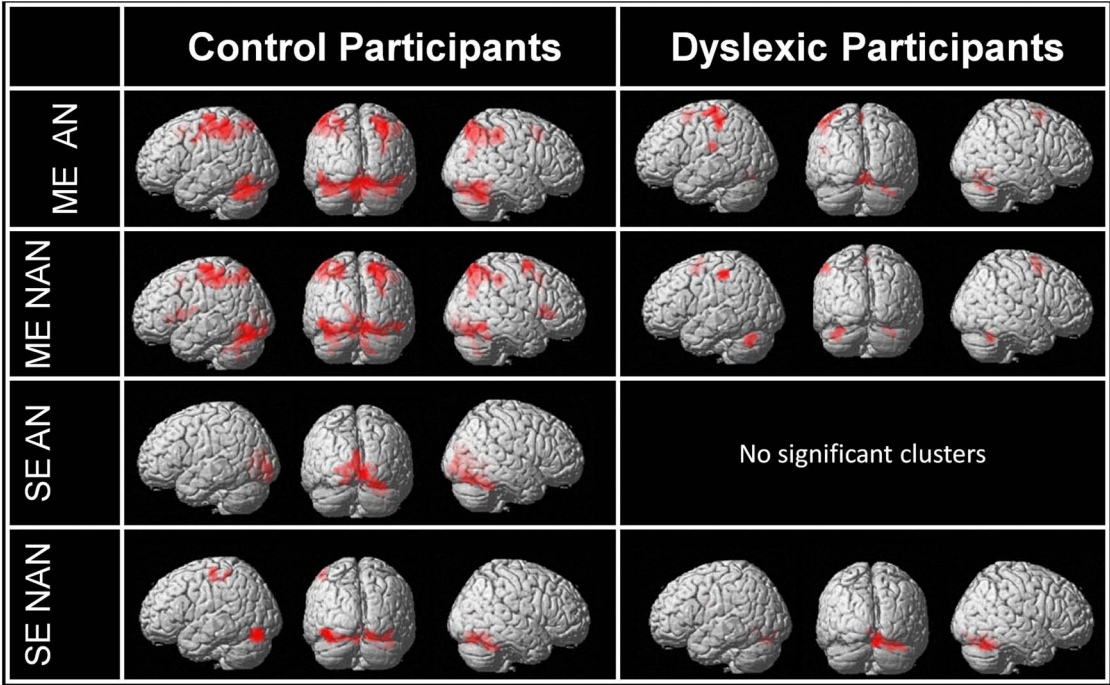 Control Participants
Dyslexic Participants
ME AN
ME NAN
SE AN
No significant clusters
SE NAN